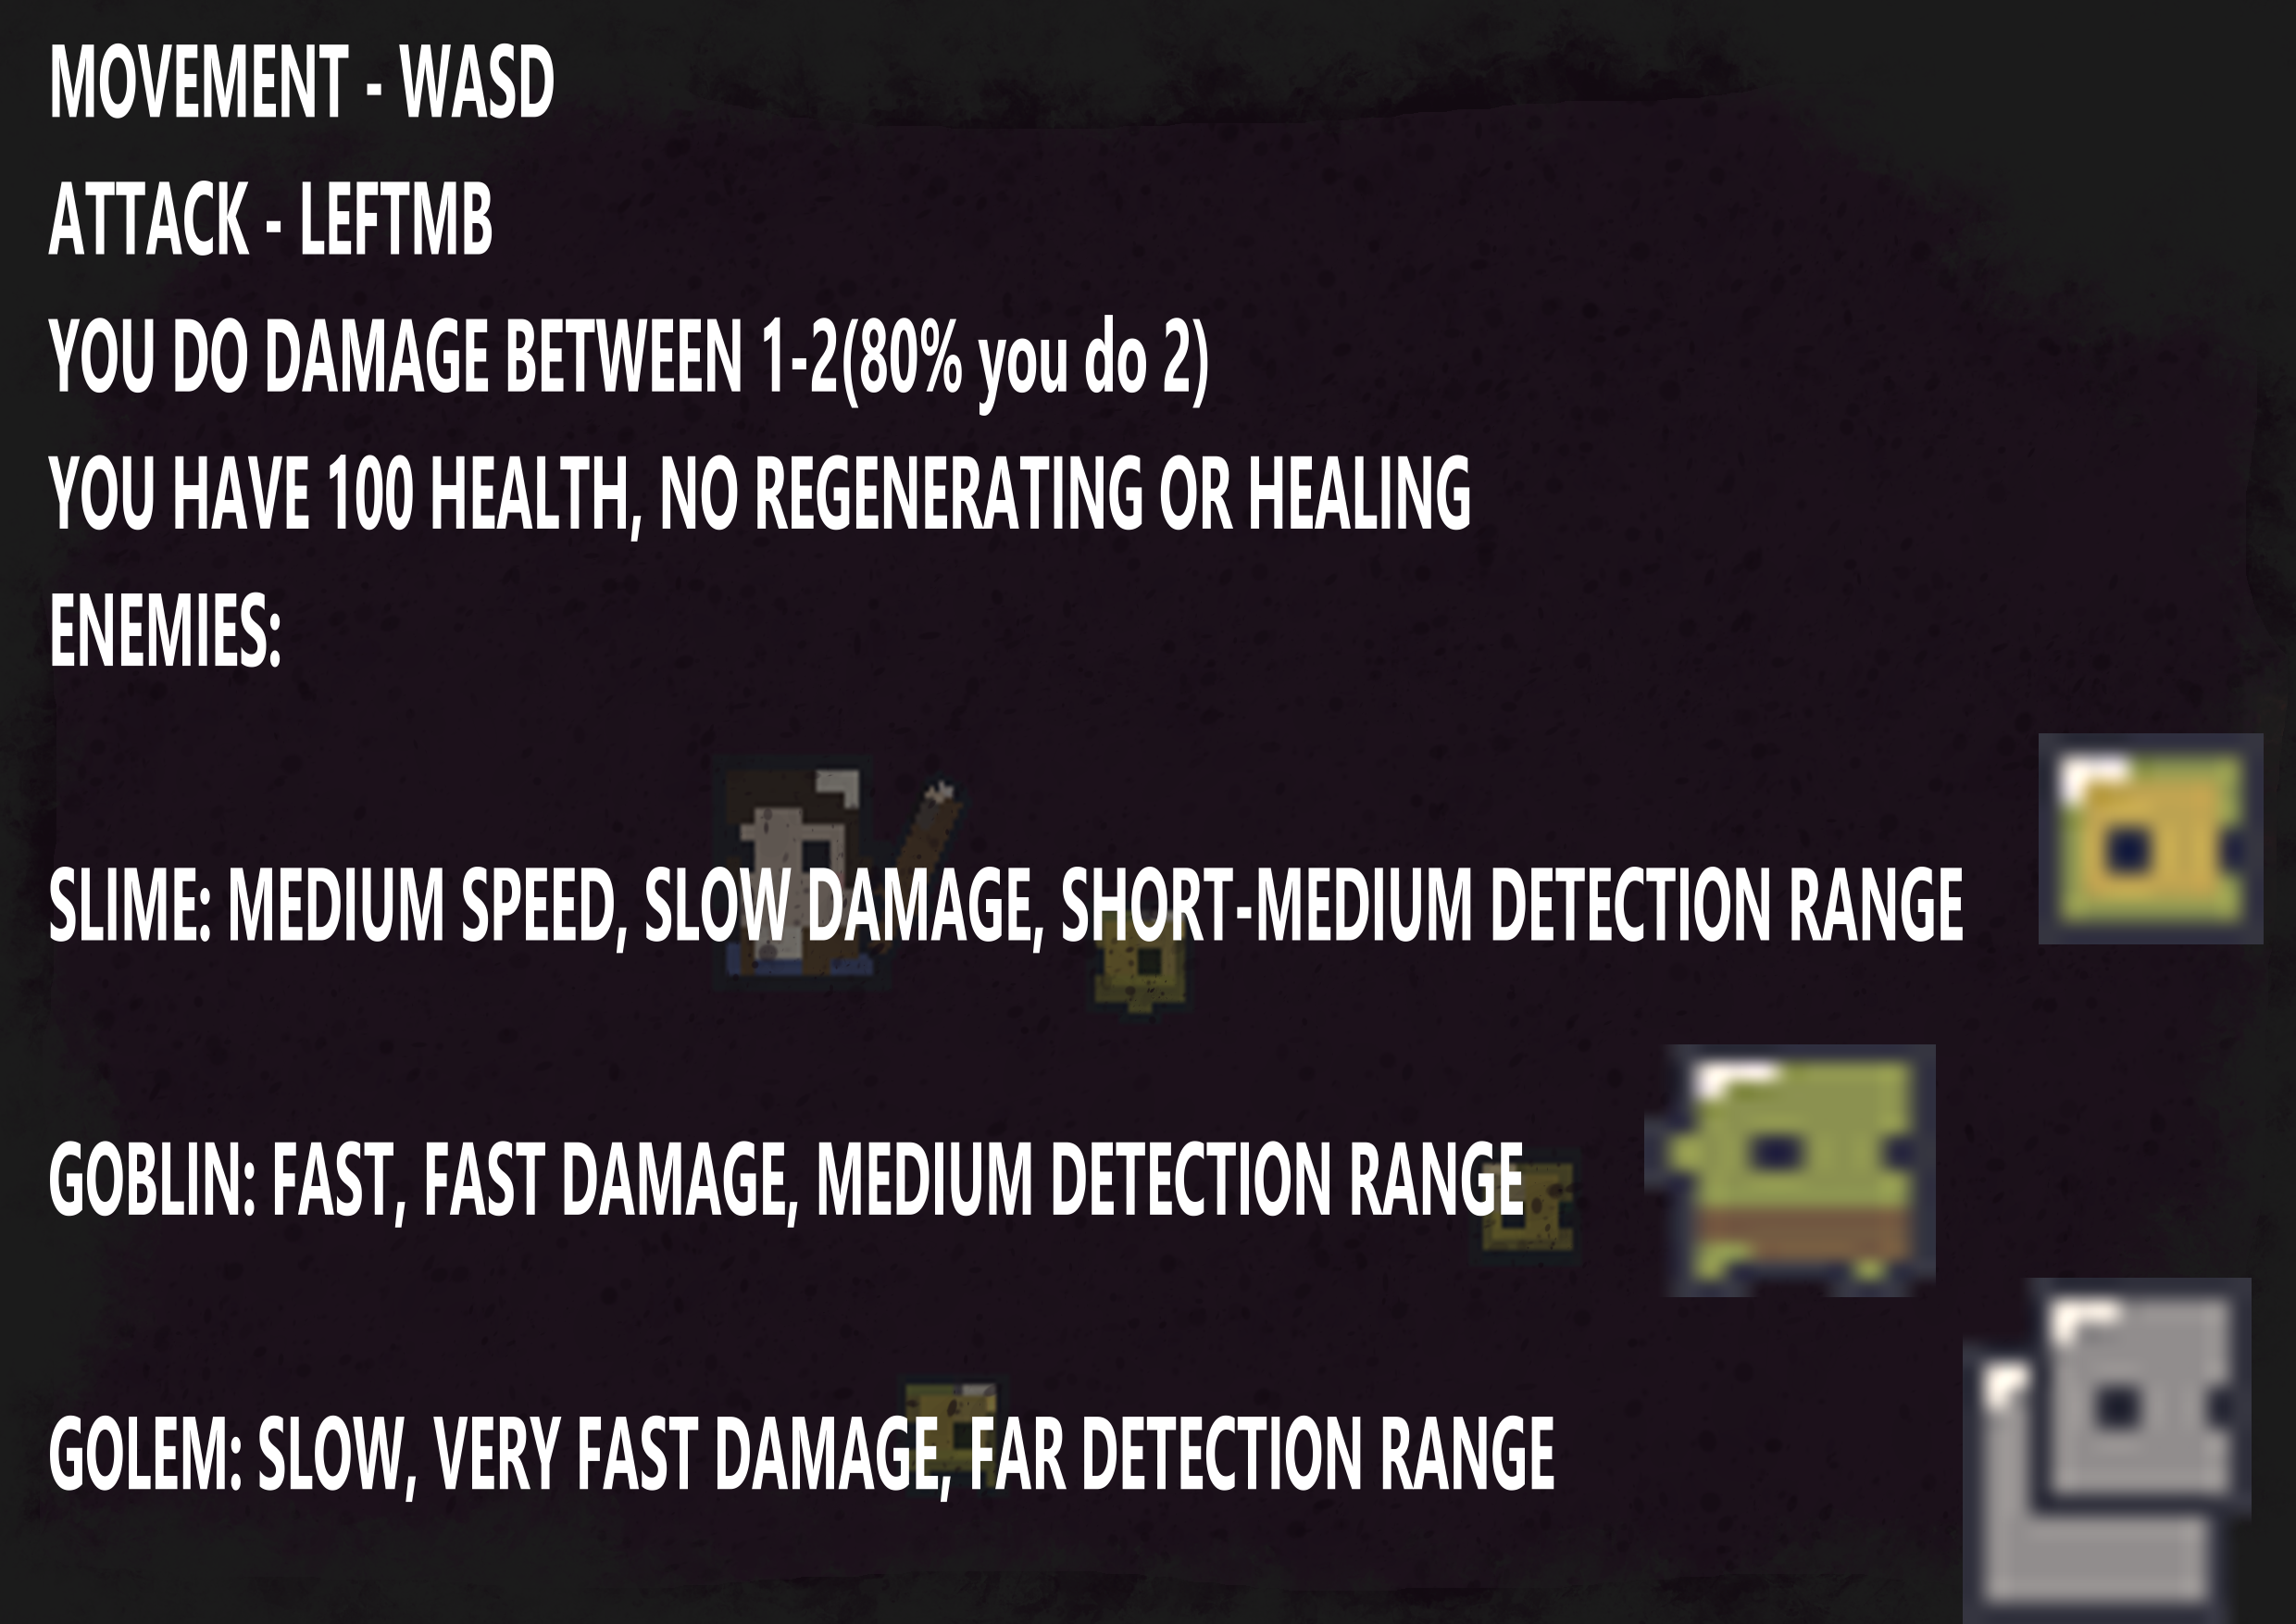 MOVEMENT - WASD
ATTACK - LEFTMB
YOU DO DAMAGE BETWEEN 1-2(80% you do 2)
YOU HAVE 100 HEALTH, NO REGENERATING OR HEALING
ENEMIES:
SLIME: MEDIUM SPEED, SLOW DAMAGE, SHORT-MEDIUM DETECTION RANGE
GOBLIN: FAST, FAST DAMAGE, MEDIUM DETECTION RANGE
GOLEM: SLOW, VERY FAST DAMAGE, FAR DETECTION RANGE